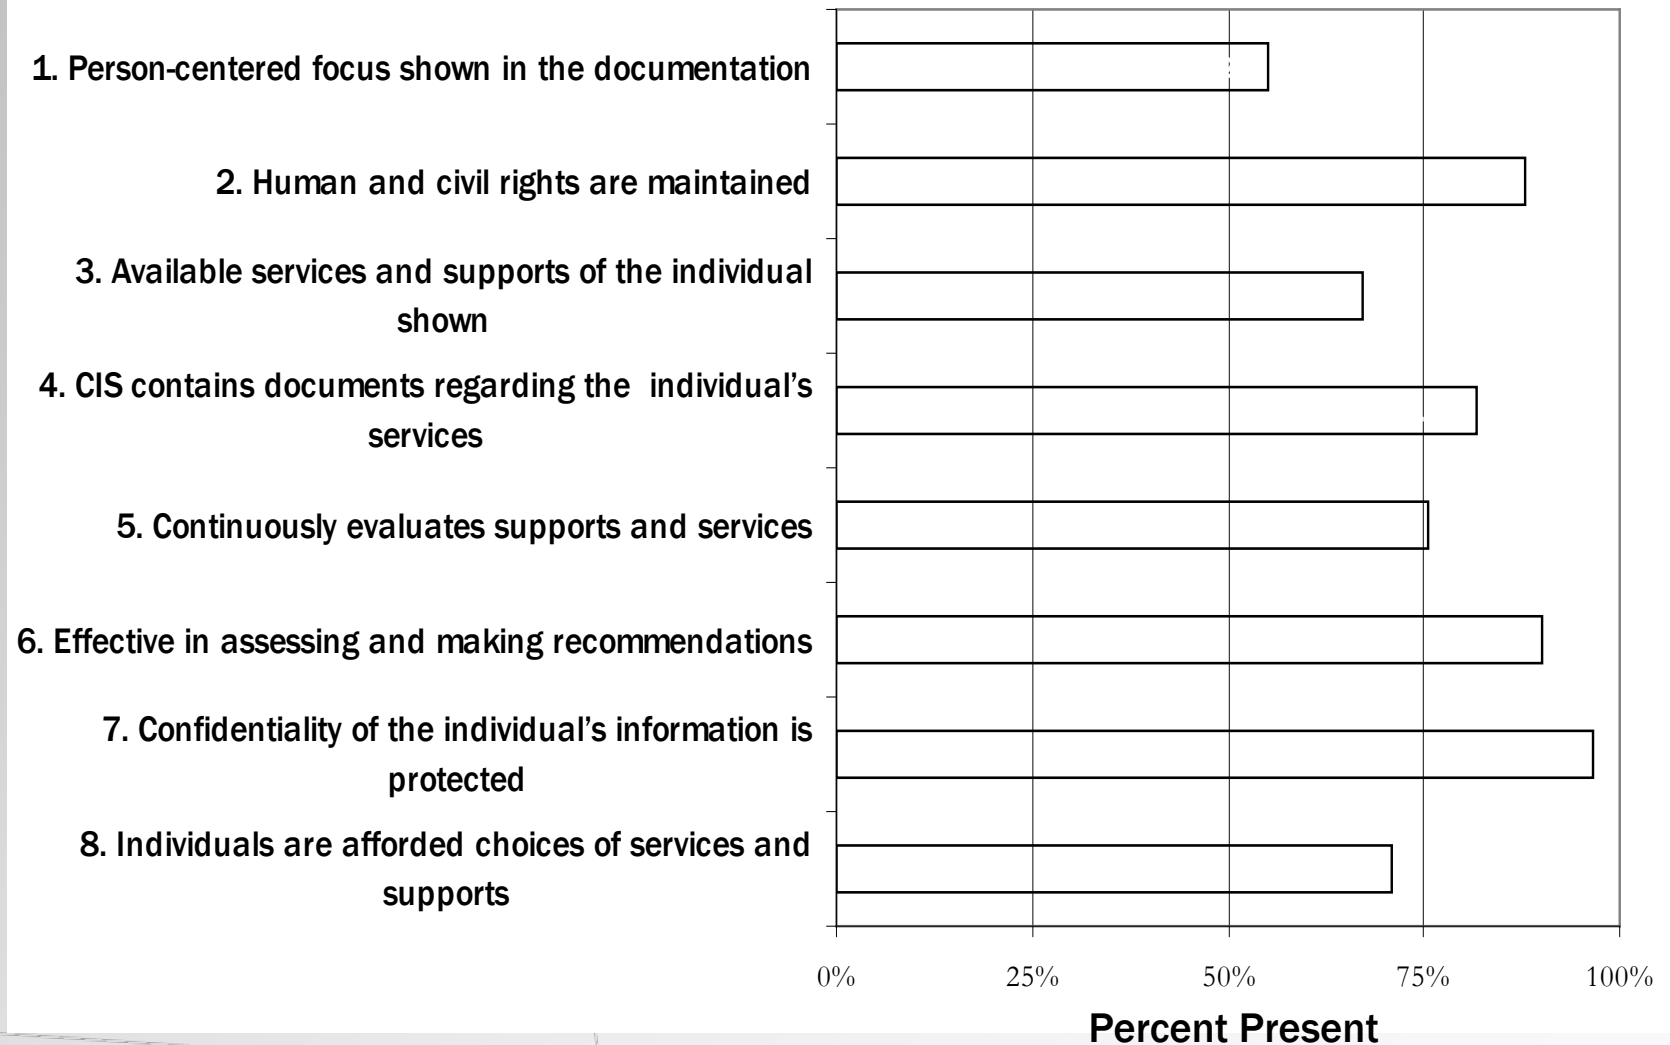 1. Person-centered focus shown in the documentation
2. Human and civil rights are maintained
3. Available services and supports of the individual
shown
4. CIS contains documents regarding the  individual’s
services
5. Continuously evaluates supports and services
6. Effective in assessing and making recommendations
7. Confidentiality of the individual’s information is
protected
8. Individuals are afforded choices of services and
supports
0% 25% 50% 75% 100%
Percent Present